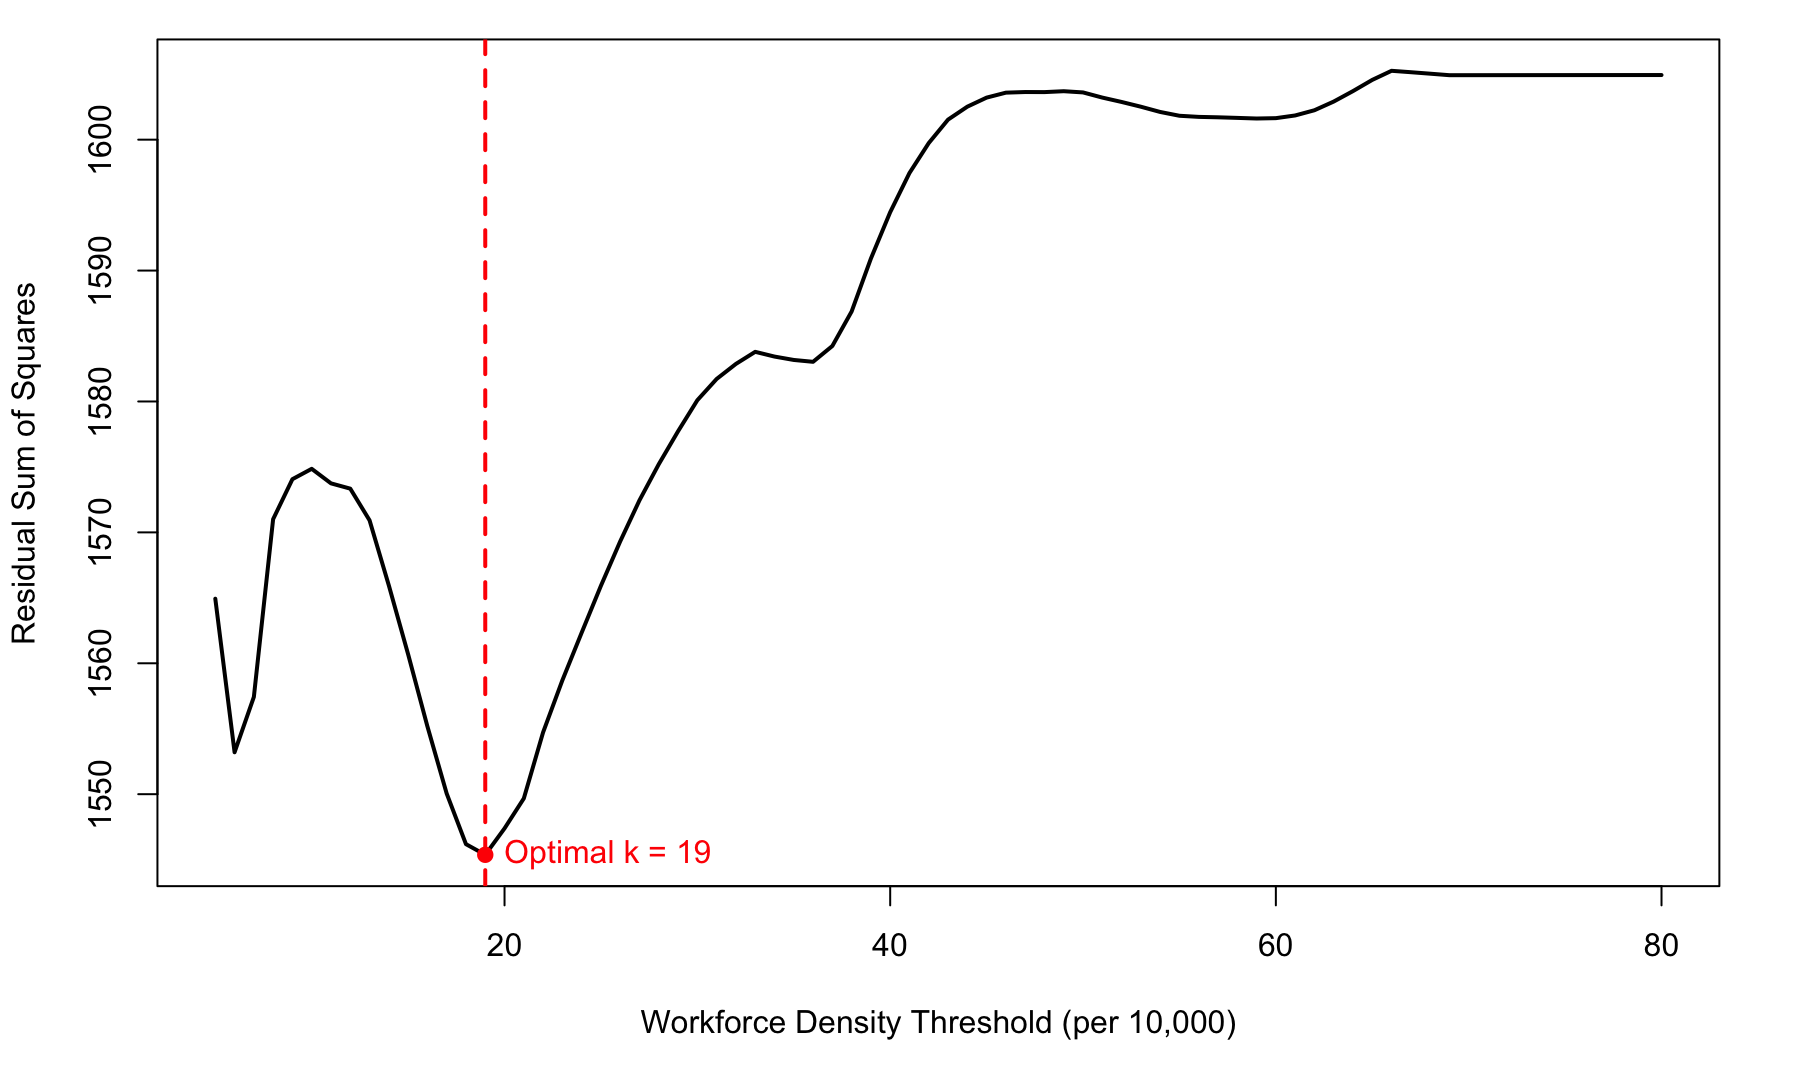 Residual Sum of Squares
1600
1590
1580
1570
1560
1550
Optimal k = 19
20 40 60 80
Workforce Density Threshold (per 10,000)